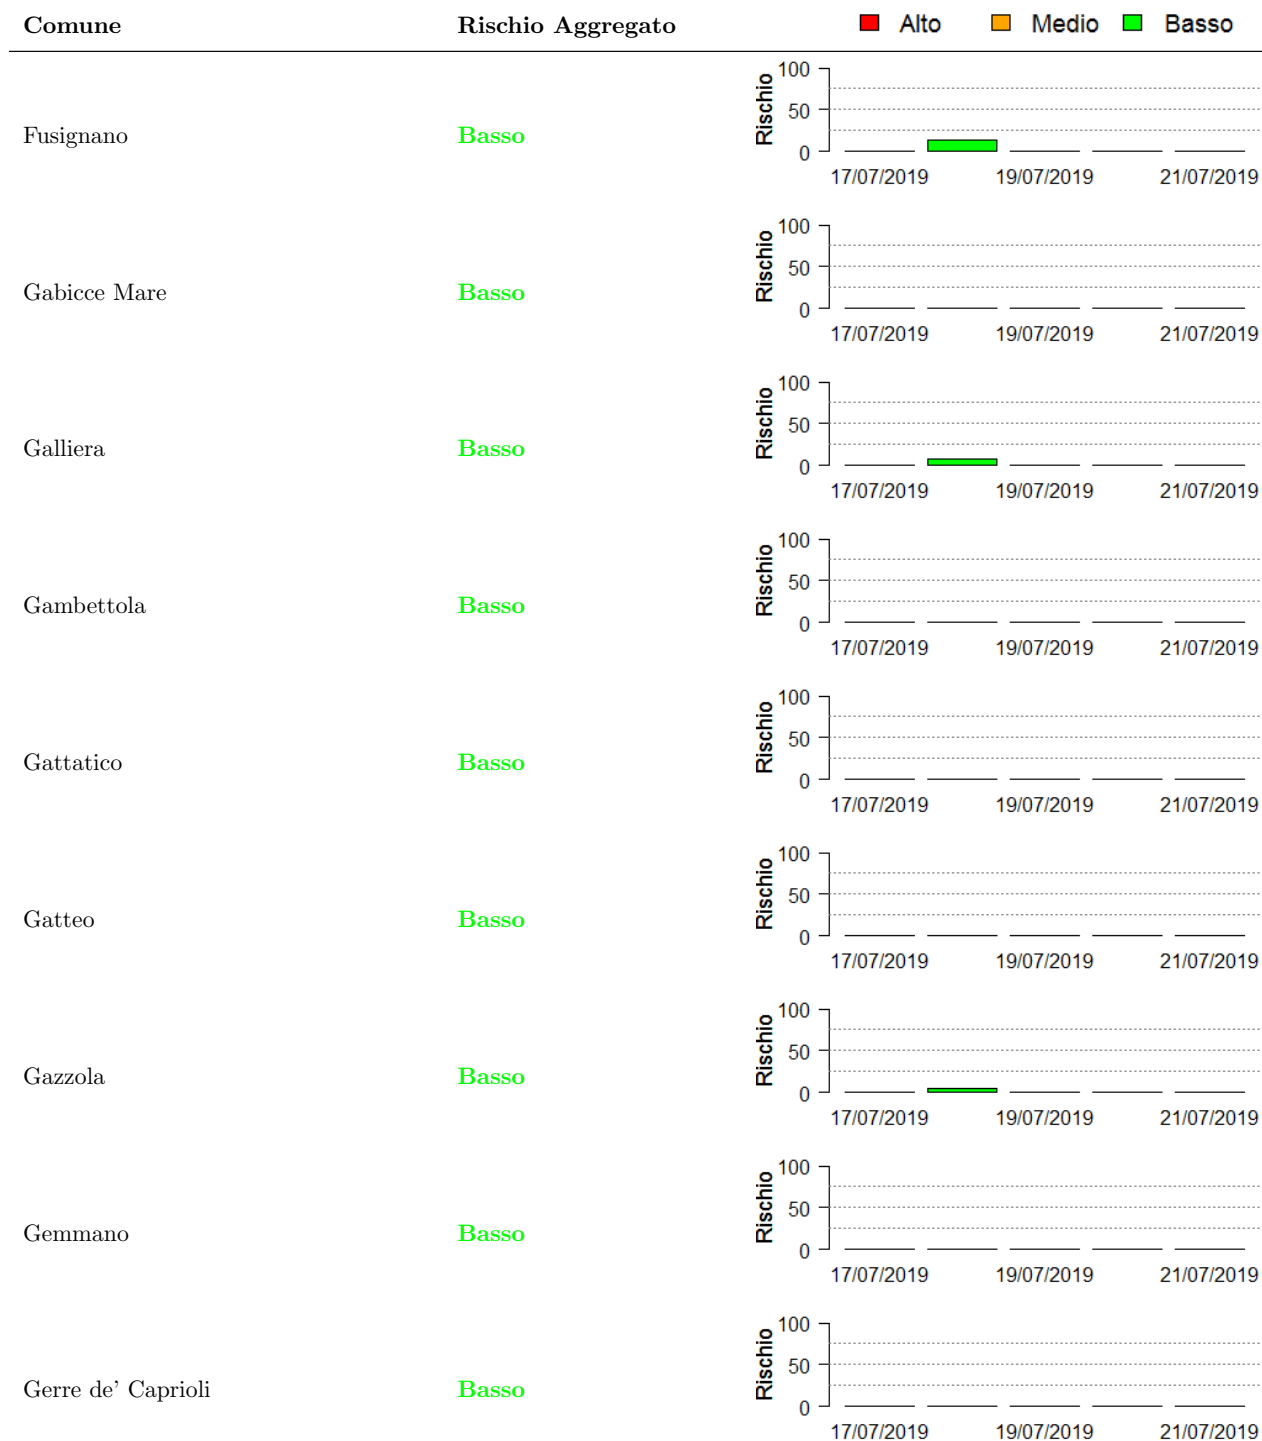 Comune Rischio Aggregato Alto Medio Basso
100
50
0
Rischio
Fusignano Basso
17/07/2019 19/07/2019 21/07/2019
100
50
0
Rischio
Gabicce Mare Basso
17/07/2019 19/07/2019 21/07/2019
100
50
0
Rischio
Galliera Basso
17/07/2019 19/07/2019 21/07/2019
100
50
0
Rischio
Gambettola Basso
17/07/2019 19/07/2019 21/07/2019
100
50
0
Rischio
Gattatico Basso
17/07/2019 19/07/2019 21/07/2019
100
50
0
Rischio
Gatteo Basso
17/07/2019 19/07/2019 21/07/2019
100
50
0
Rischio
Gazzola Basso
17/07/2019 19/07/2019 21/07/2019
100
50
0
Rischio
Gemmano Basso
17/07/2019 19/07/2019 21/07/2019
100
50
0
Rischio
Gerre de' Caprioli Basso
17/07/2019 19/07/2019 21/07/2019